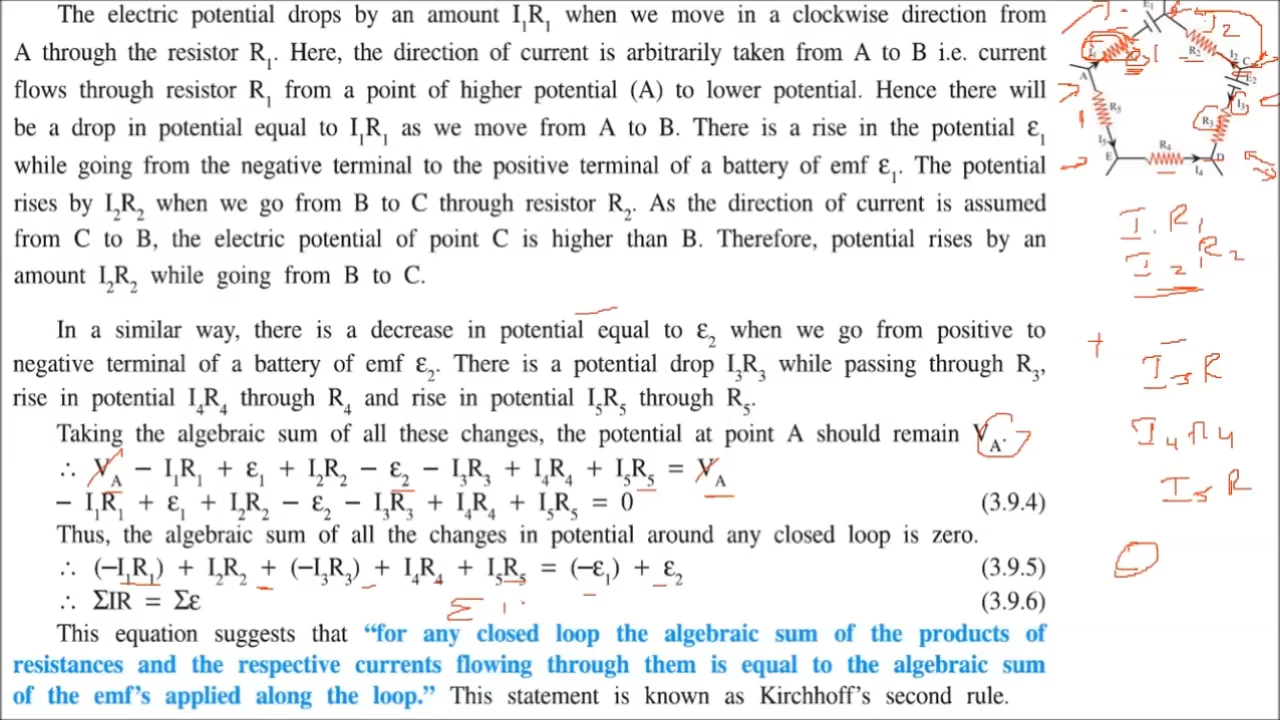 The electric potential drops by an amount I₁R₁ when we move in a clockwise direction from
A through the resistor R₁. Here, the direction of current is arbitrarily taken from A to B i.e. current
flows through resistor R₁ from a point of higher potential (A) to lower potential. Hence there will
be a drop in potential equal to I₁R₁ as we move from A to B. There is a rise in the potential ε₁
while going from the negative terminal to the positive terminal of a battery of emf ε₁. The potential
rises by I₂R₂ when we go from B to C through resistor R₂. As the direction of current is assumed
from C to B, the electric potential of point C is higher than B. Therefore, potential rises by an
amount I₂R₂ while going from B to C.
In a similar way, there is a decrease in potential equal to ε₂ when we go from positive to
negative terminal of a battery of emf ε₂. There is a potential drop I₃R₃ while passing through R₃,
rise in potential I₄R₄ through R₄ and rise in potential I₅R₅ through R₅.
Taking the algebraic sum of all these changes, the potential at point A should remain V_A.
∴ V_A − I₁R₁ + ε₁ + I₂R₂ − ε₂ − I₃R₃ + I₄R₄ + I₅R₅ = V_A
− I₁R₁ + ε₁ + I₂R₂ − ε₂ − I₃R₃ + I₄R₄ + I₅R₅ = 0 (3.9.4)
Thus, the algebraic sum of all the changes in potential around any closed loop is zero.
∴ (−I₁R₁) + I₂R₂ + (−I₃R₃) + I₄R₄ + I₅R₅ = (−ε₁) + ε₂ (3.9.5)
∴ ΣIR = Σε (3.9.6)
Σ I
This equation suggests that “for any closed loop the algebraic sum of the products of
resistances and the respective currents flowing through them is equal to the algebraic sum
of the emf’s applied along the loop.” This statement is known as Kirchhoff’s second rule.
E₁
I₂
R₂
I₂ C
A
E₂
R₅
I₃
R₃
I₅
R₄
E
D
I₄
I₁R₁
I₂R₂
+
I₃R
I₄R₄
I₅R